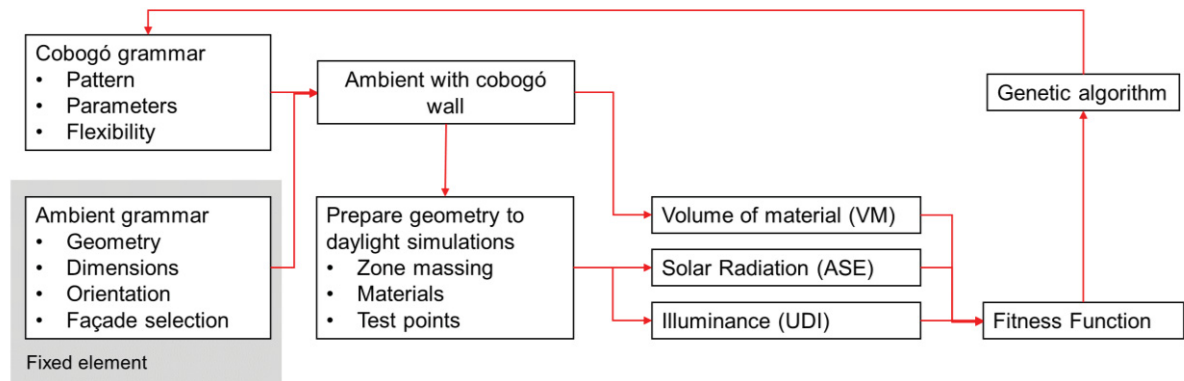 Cobogó grammar
• Pattern
• Parameters
• Flexibility
Ambient grammar
• Geometry
• Dimensions
• Orientation
• Façade selection
Fixed element
Ambient with cobogó
wall
Prepare geometry to
daylight simulations
• Zone massing
• Materials
• Test points
Volume of material (VM)
Solar Radiation (ASE)
Illuminance (UDI)
Genetic algorithm
Fitness Function